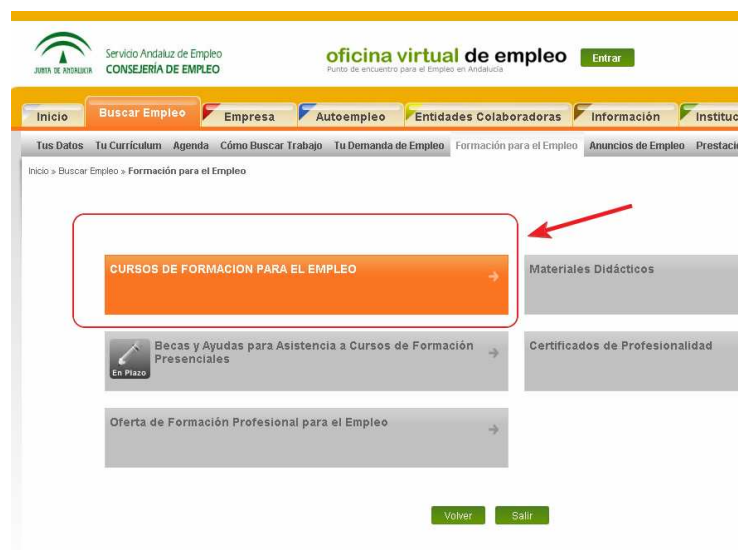 Servicio Andaluz de Empleo
CONSEJERÍA DE EMPLEO
JUNTA DE ANDALUCIA
oficina virtual de empleo
Punto de encuentro para el Empleo en Andalucía
Entrar
Inicio Buscar Empleo Empresa Autoempleo Entidades Colaboradoras Información Instituc
Tus Datos Tu Currículum Agenda Cómo Buscar Trabajo Tu Demanda de Empleo Formación para el Empleo Anuncios de Empleo Prestaci
Inicio » Buscar Empleo » Formación para el Empleo
CURSOS DE FORMACION PARA EL EMPLEO
Materiales Didácticos
Becas y Ayudas para Asistencia a Cursos de Formación
Presenciales
En Plazo
Certificados de Profesionalidad
Oferta de Formación Profesional para el Empleo
Volver Salir